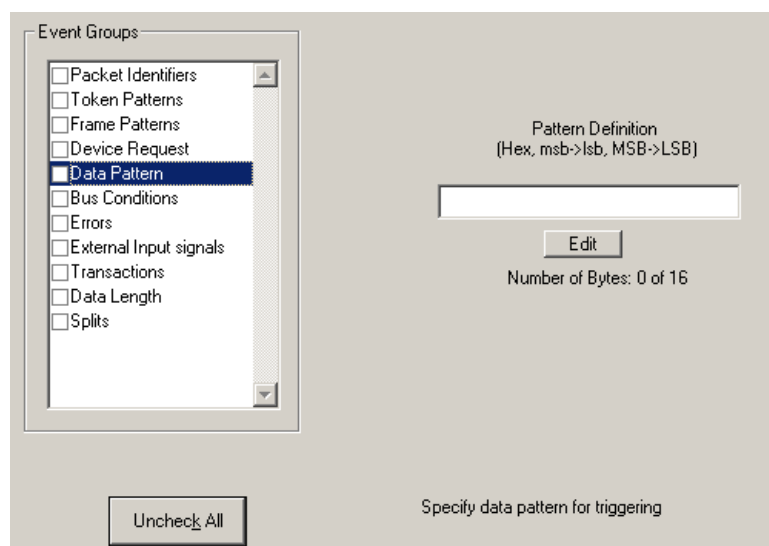 Event Groups
Packet Identifiers
Token Patterns
Frame Patterns
Device Request
Data Pattern
Bus Conditions
Errors
External Input signals
Transactions
Data Length
Splits
Pattern Definition
(Hex, msb->lsb, MSB->LSB)
Edit
Number of Bytes: 0 of 16
Uncheck All
Specify data pattern for triggering